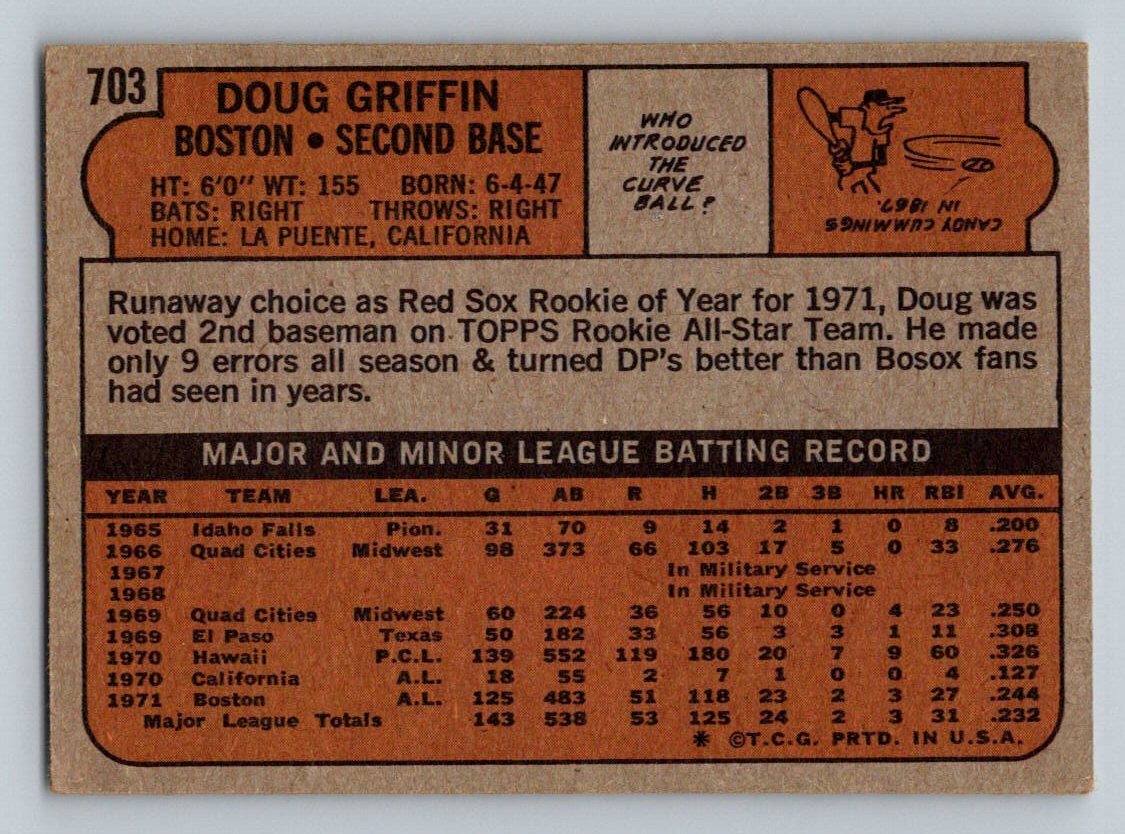 703
DOUG GRIFFIN
BOSTON • SECOND BASE
HT: 6'0" WT: 155 BORN: 6-4-47
BATS: RIGHT THROWS: RIGHT
HOME: LA PUENTE, CALIFORNIA
WHO
INTRODUCED
THE
CURVE
BALL?
CANDY CUMMINGS
IN 1867.
Runaway choice as Red Sox Rookie of Year for 1971, Doug was
voted 2nd baseman on TOPPS Rookie All-Star Team. He made
only 9 errors all season & turned DP's better than Bosox fans
had seen in years.
MAJOR AND MINOR LEAGUE BATTING RECORD
YEAR TEAM LEA. G AB R H 2B 3B HR RBI AVG.
1965 Idaho Falls Pion. 31 70 9 14 2 1 0 8 .200
1966 Quad Cities Midwest 98 373 66 103 17 5 0 33 .276
1967 In Military Service
1968 In Military Service
1969 Quad Cities Midwest 60 224 36 56 10 0 4 23 .250
1969 El Paso Texas 50 182 33 56 3 3 1 11 .308
1970 Hawaii P.C.L. 139 552 119 180 20 7 9 60 .326
1970 California A.L. 18 55 2 7 1 0 0 4 .127
1971 Boston A.L. 125 483 51 118 23 2 3 27 .244
Major League Totals 143 538 53 125 24 2 3 31 .232
* ©T.C.G. PRTD. IN U.S.A.